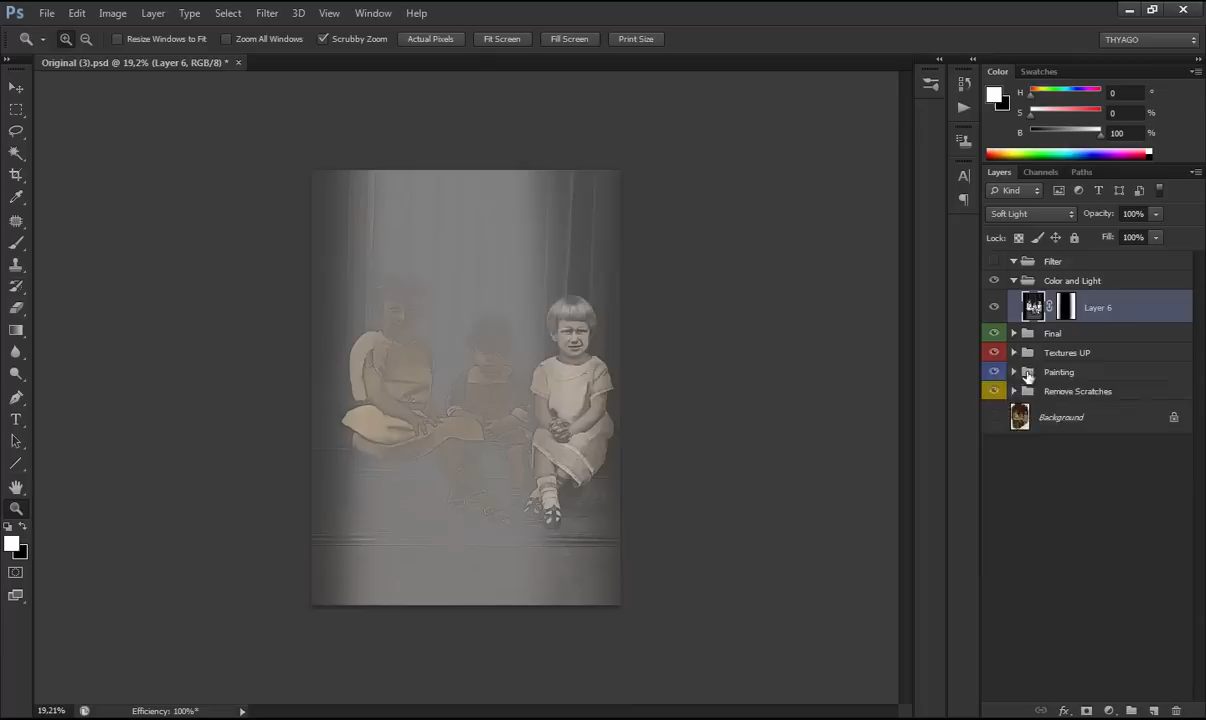 Ps File Edit Image Layer Type Select Filter 3D View Window Help
Resize Windows to Fit Zoom All Windows Scrubby Zoom Actual Pixels Fit Screen Fill Screen Print Size THYAGO
Original (3).psd @ 19,2% (Layer 6, RGB/8) * ×
Color Swatches
H 0 °
S 0 %
B 100 %
Layers Channels Paths
Kind
Soft Light Opacity: 100%
Lock: Fill: 100%
Filter
Color and Light
Layer 6
Final
Textures UP
Painting
Remove Scratches
Background
19,21% Efficiency: 100%*